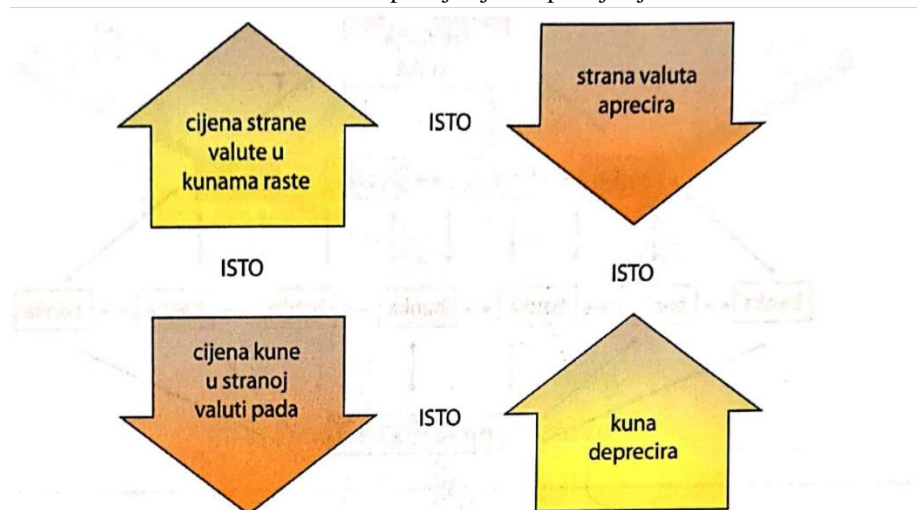 cijena strane
valute u
kunama raste
ISTO
strana valuta
aprecira
ISTO
ISTO
cijena kune
u stranoj
valuti pada
ISTO
kuna
deprecira